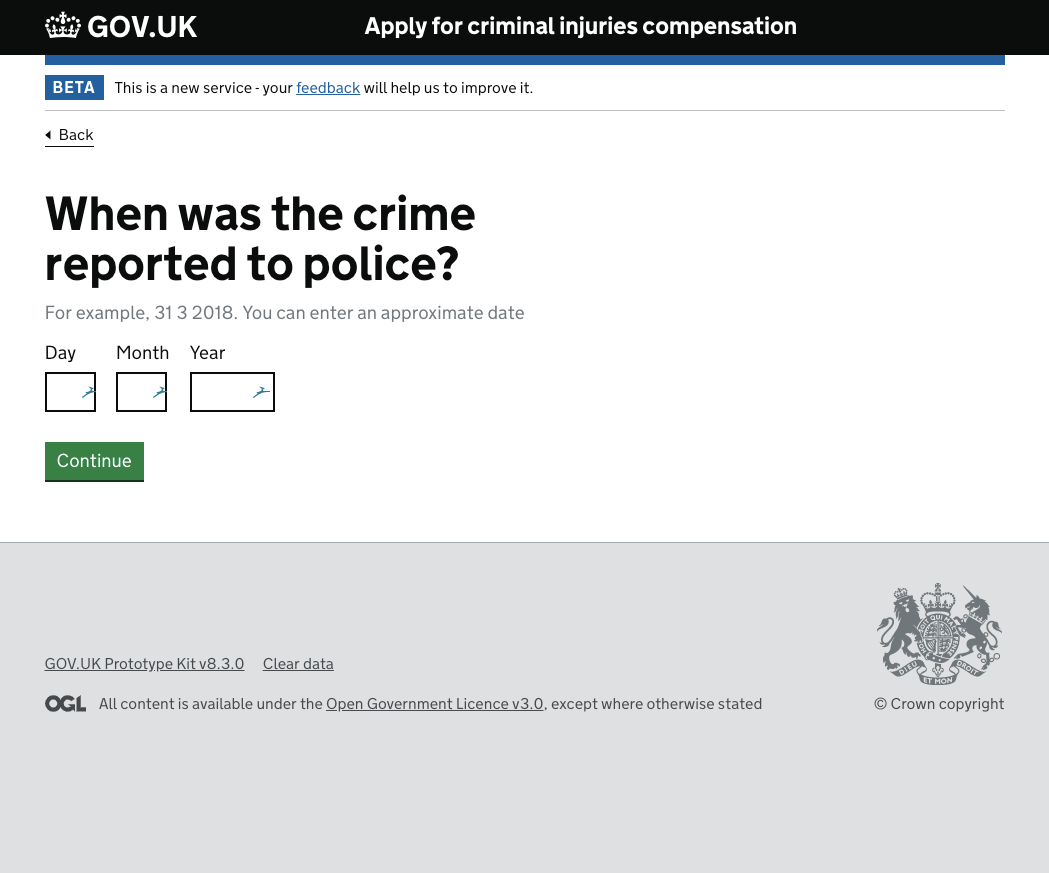 GOV.UK
Apply for criminal injuries compensation
BETA
This is a new service - your feedback will help us to improve it.
Back
When was the crime
reported to police?
For example, 31 3 2018. You can enter an approximate date
Day
Month
Year
Continue
GOV.UK Prototype Kit v8.3.0
Clear data
OGL
All content is available under the Open Government Licence v3.0, except where otherwise stated
DIEU
ET MON
DROIT
© Crown copyright